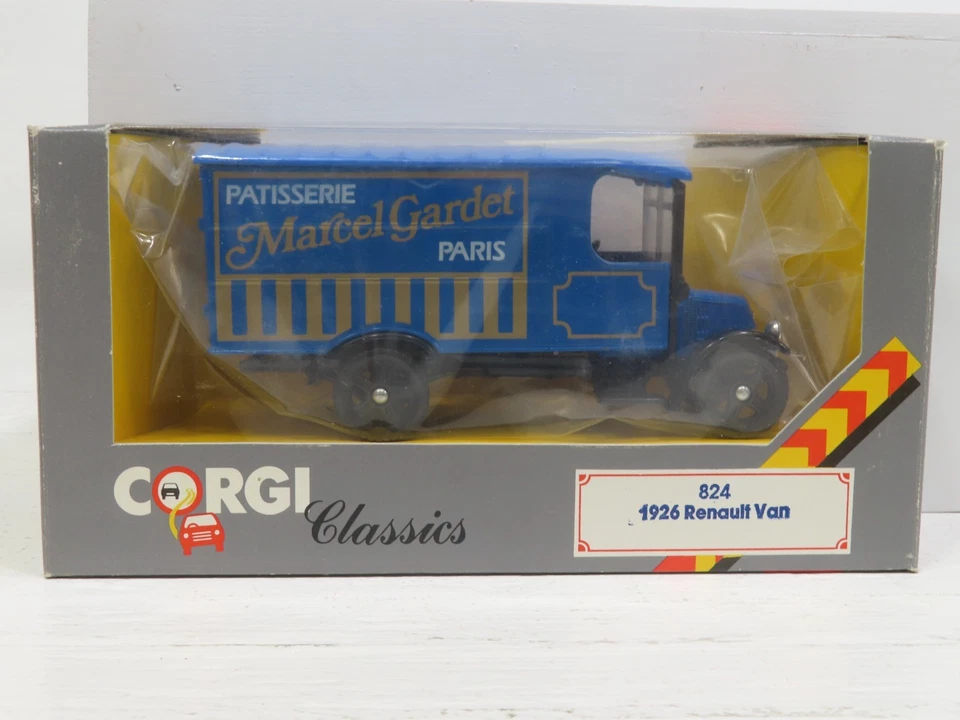 PATISSERIE
Marcel Gardet
PARIS
CORGI
Classics
824
1926 Renault Van